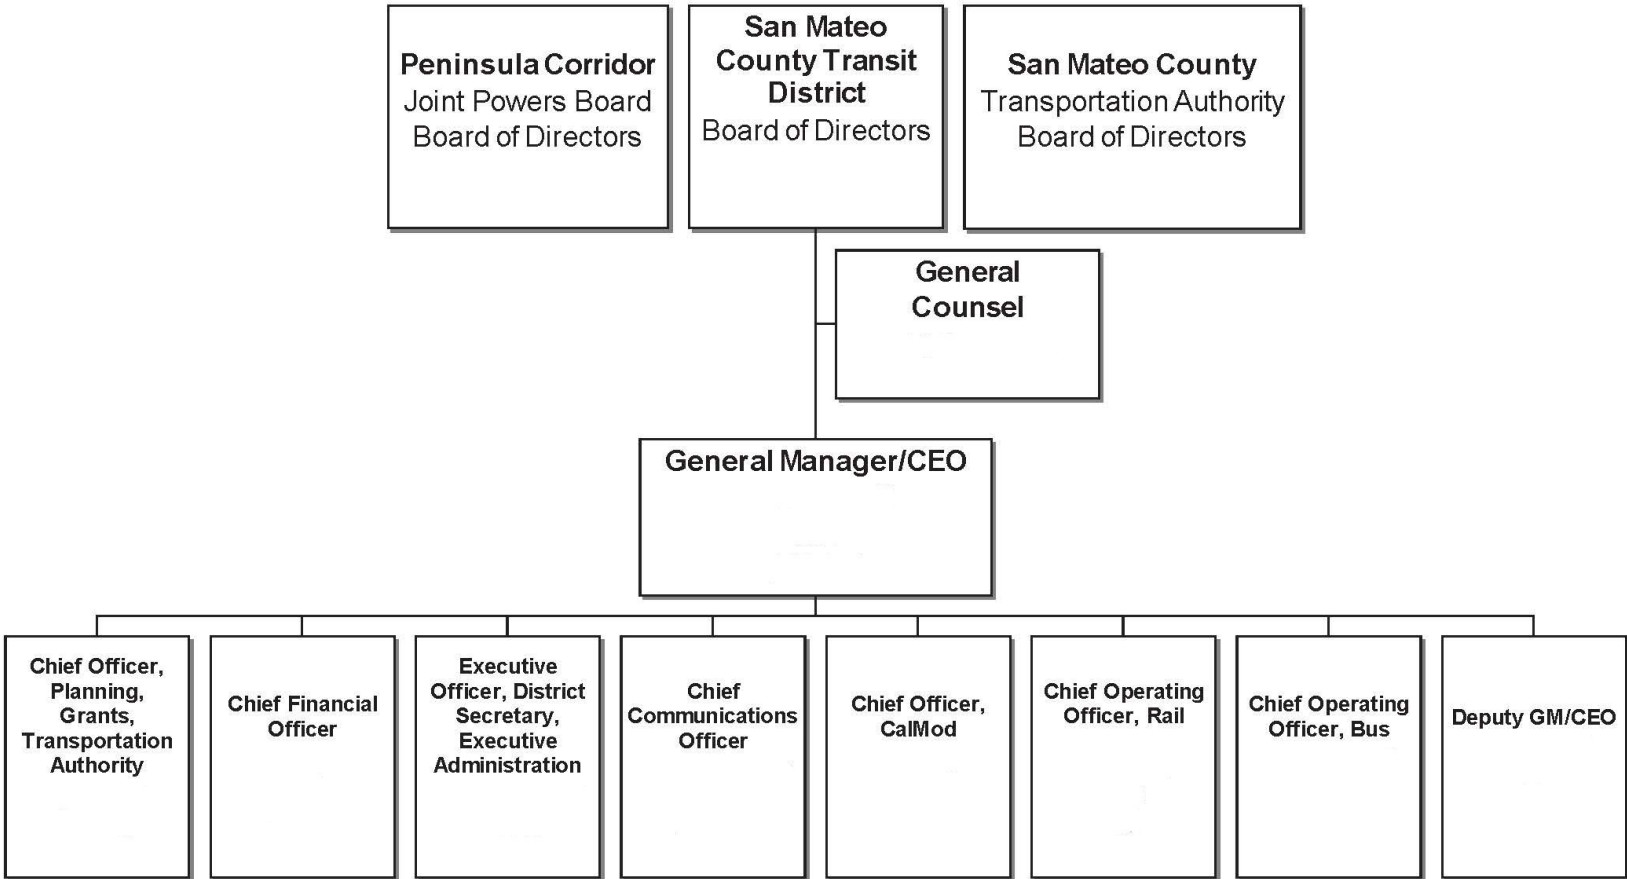 Peninsula Corridor
Joint Powers Board
Board of Directors
San Mateo
County Transit
District
Board of Directors
San Mateo County
Transportation Authority
Board of Directors
General
Counsel
General Manager/CEO
Chief Officer,
Planning,
Grants,
Transportation
Authority
Chief Financial
Officer
Executive
Officer, District
Secretary,
Executive
Administration
Chief
Communications
Officer
Chief Officer,
CalMod
Chief Operating
Officer, Rail
Chief Operating
Officer, Bus
Deputy GM/CEO